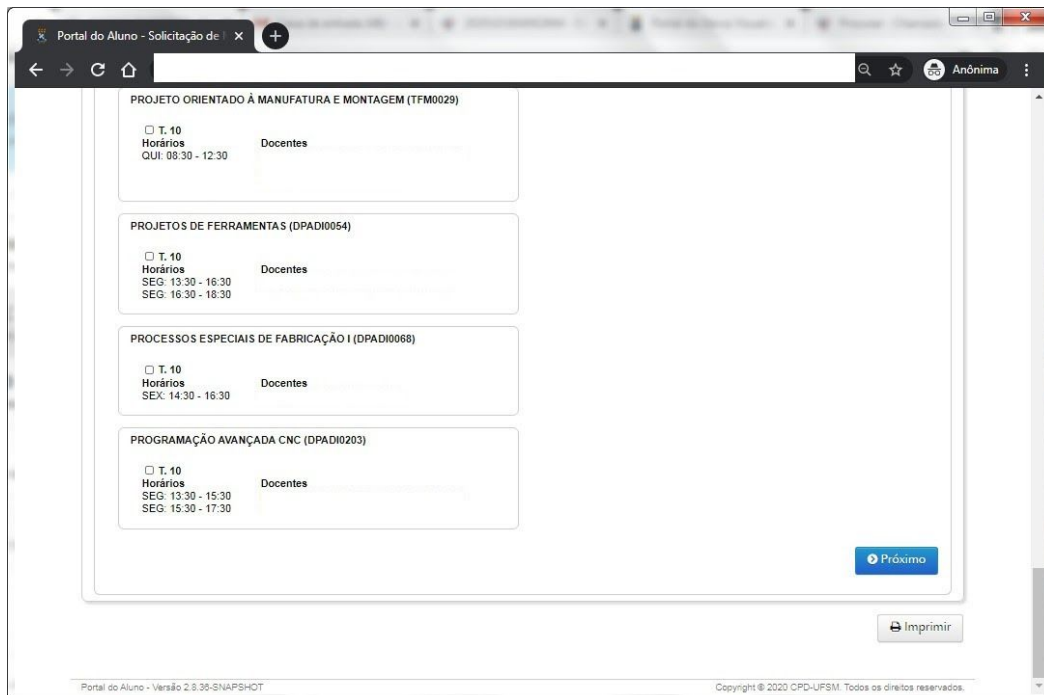 Portal do Aluno - Solicitação de
Anônima
PROJETO ORIENTADO À MANUFATURA E MONTAGEM (TFM0029)
T. 10
Horários Docentes
QUI: 08:30 - 12:30
PROJETOS DE FERRAMENTAS (DPADI0054)
T. 10
Horários Docentes
SEG: 13:30 - 16:30
SEG: 16:30 - 18:30
PROCESSOS ESPECIAIS DE FABRICAÇÃO I (DPADI0068)
T. 10
Horários Docentes
SEX: 14:30 - 16:30
PROGRAMAÇÃO AVANÇADA CNC (DPADI0203)
T. 10
Horários Docentes
SEG: 13:30 - 15:30
SEG: 15:30 - 17:30
Próximo
Imprimir
Portal do Aluno - Versão 2.8.36-SNAPSHOT Copyright © 2020 CPD-UFSM. Todos os direitos reservados.